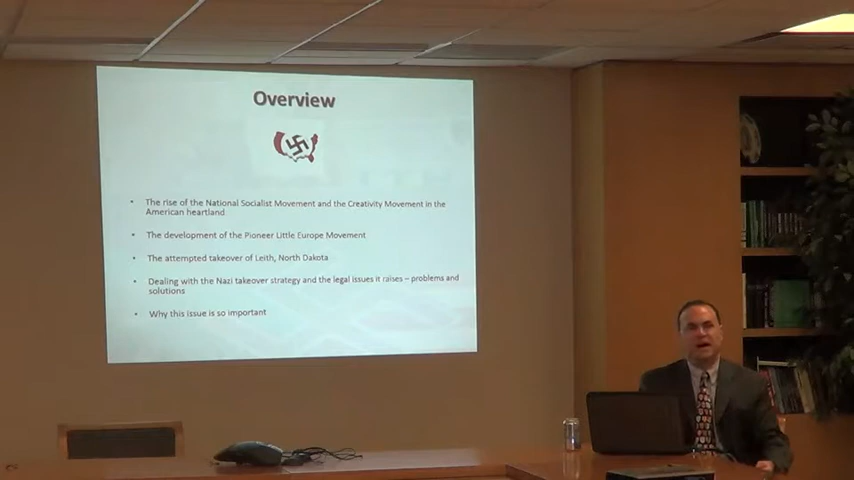 Overview
• The rise of the National Socialist Movement and the Creativity Movement in the
American heartland
• The development of the Pioneer Little Europe Movement
• The attempted takeover of Leith, North Dakota
• Dealing with the Nazi takeover strategy and the legal issues it raises – problems and
solutions
• Why this issue is so important